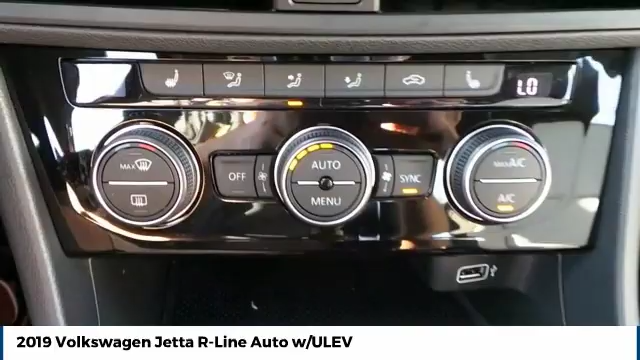 LO
MAX
OFF
AUTO
MENU
SYNC
MAX A/C
A/C
2019 Volkswagen Jetta R-Line Auto w/ULEV